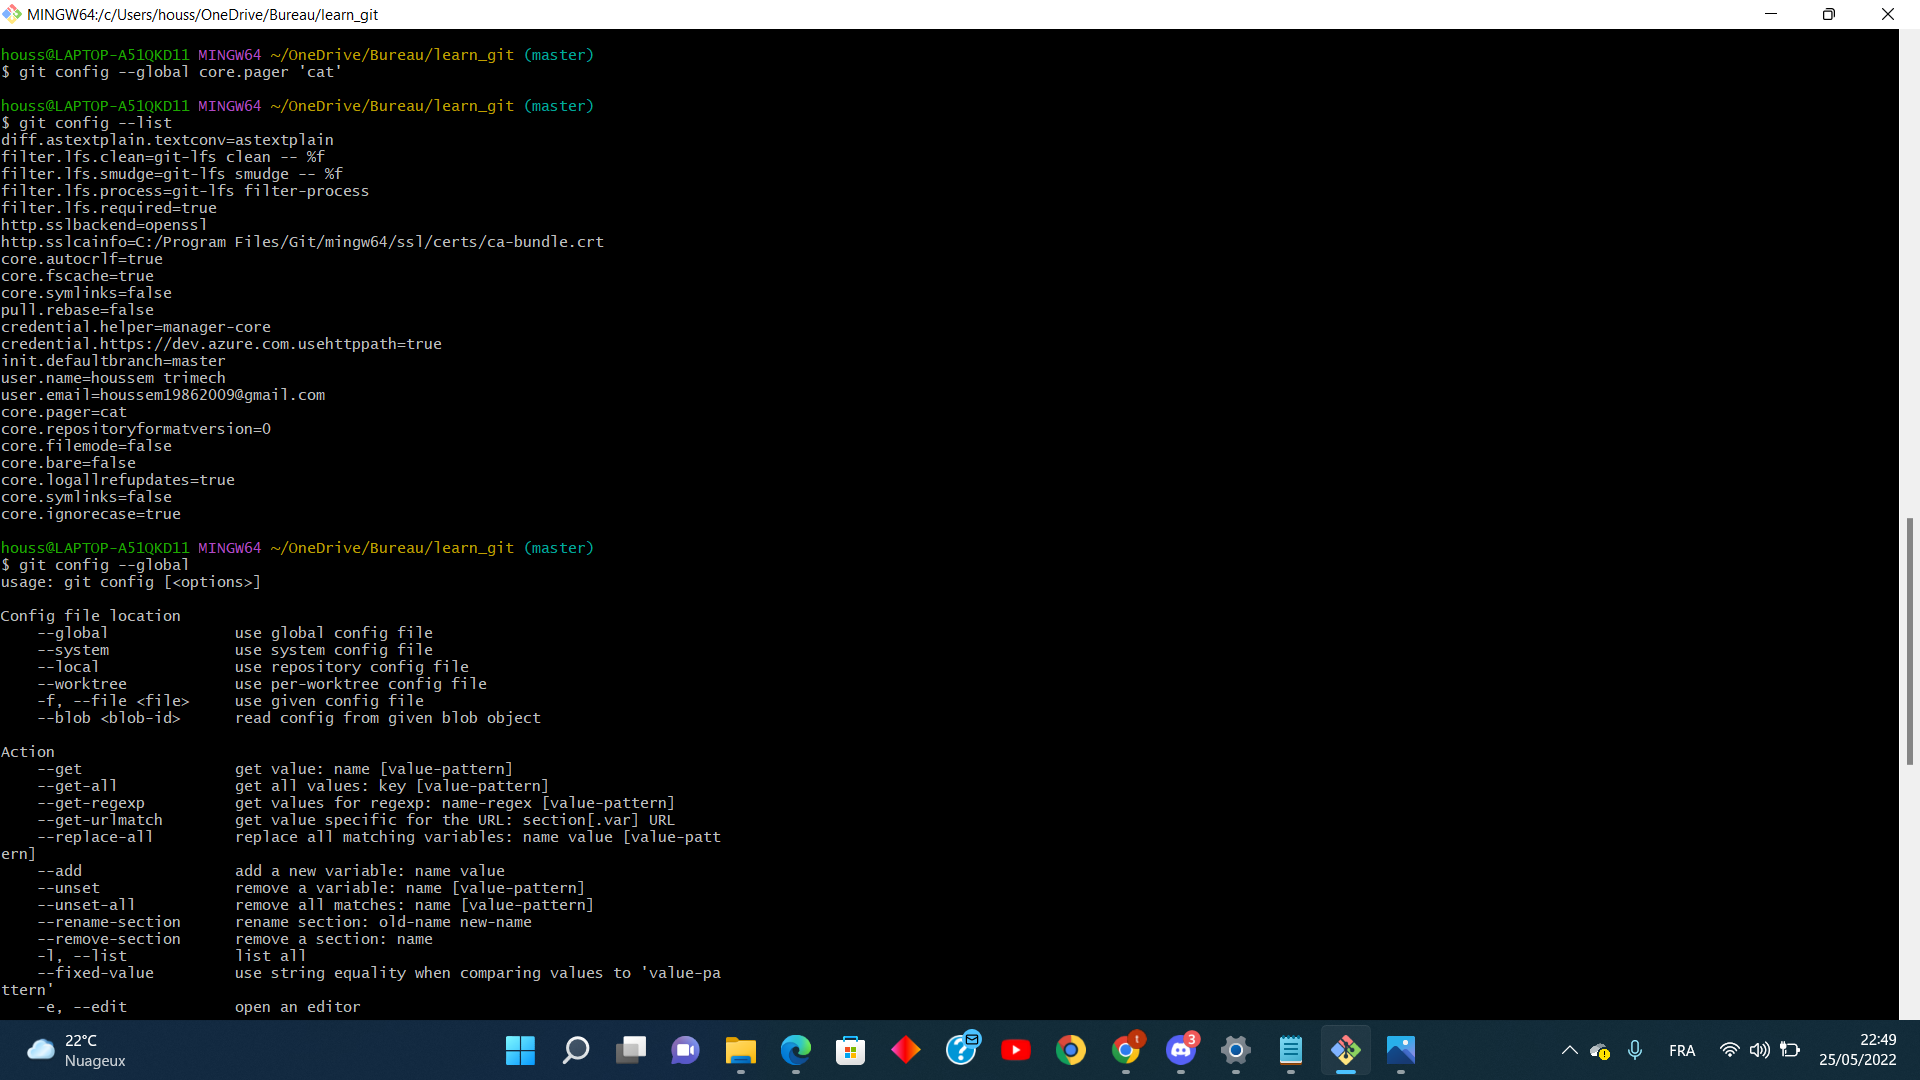 MINGW64:/c/Users/houss/OneDrive/Bureau/learn_git
houss@LAPTOP-A51QKD11 MINGW64 ~/OneDrive/Bureau/learn_git (master)
$ git config --global core.pager 'cat'
houss@LAPTOP-A51QKD11 MINGW64 ~/OneDrive/Bureau/learn_git (master)
$ git config --list
diff.astextplain.textconv=astextplain
filter.lfs.clean=git-lfs clean -- %f
filter.lfs.smudge=git-lfs smudge -- %f
filter.lfs.process=git-lfs filter-process
filter.lfs.required=true
http.sslbackend=openssl
http.sslcainfo=C:/Program Files/Git/mingw64/ssl/certs/ca-bundle.crt
core.autocrlf=true
core.fscache=true
core.symlinks=false
pull.rebase=false
credential.helper=manager-core
credential.https://dev.azure.com.usehttppath=true
init.defaultbranch=master
user.name=houssem trimech
user.email=houssem19862009@gmail.com
core.pager=cat
core.repositoryformatversion=0
core.filemode=false
core.bare=false
core.logallrefupdates=true
core.symlinks=false
core.ignorecase=true
houss@LAPTOP-A51QKD11 MINGW64 ~/OneDrive/Bureau/learn_git (master)
$ git config --global
usage: git config [<options>]
Config file location
    --global              use global config file
    --system              use system config file
    --local               use repository config file
    --worktree            use per-worktree config file
    -f, --file <file>     use given config file
    --blob <blob-id>      read config from given blob object
Action
    --get                 get value: name [value-pattern]
    --get-all             get all values: key [value-pattern]
    --get-regexp          get values for regexp: name-regex [value-pattern]
    --get-urlmatch        get value specific for the URL: section[.var] URL
    --replace-all         replace all matching variables: name value [value-patt
ern]
    --add                 add a new variable: name value
    --unset               remove a variable: name [value-pattern]
    --unset-all           remove all matches: name [value-pattern]
    --rename-section      rename section: old-name new-name
    --remove-section      remove a section: name
    -l, --list            list all
    --fixed-value         use string equality when comparing values to 'value-pa
ttern'
    -e, --edit            open an editor
22°C
Nuageux
t
3
FRA
22:49
25/05/2022